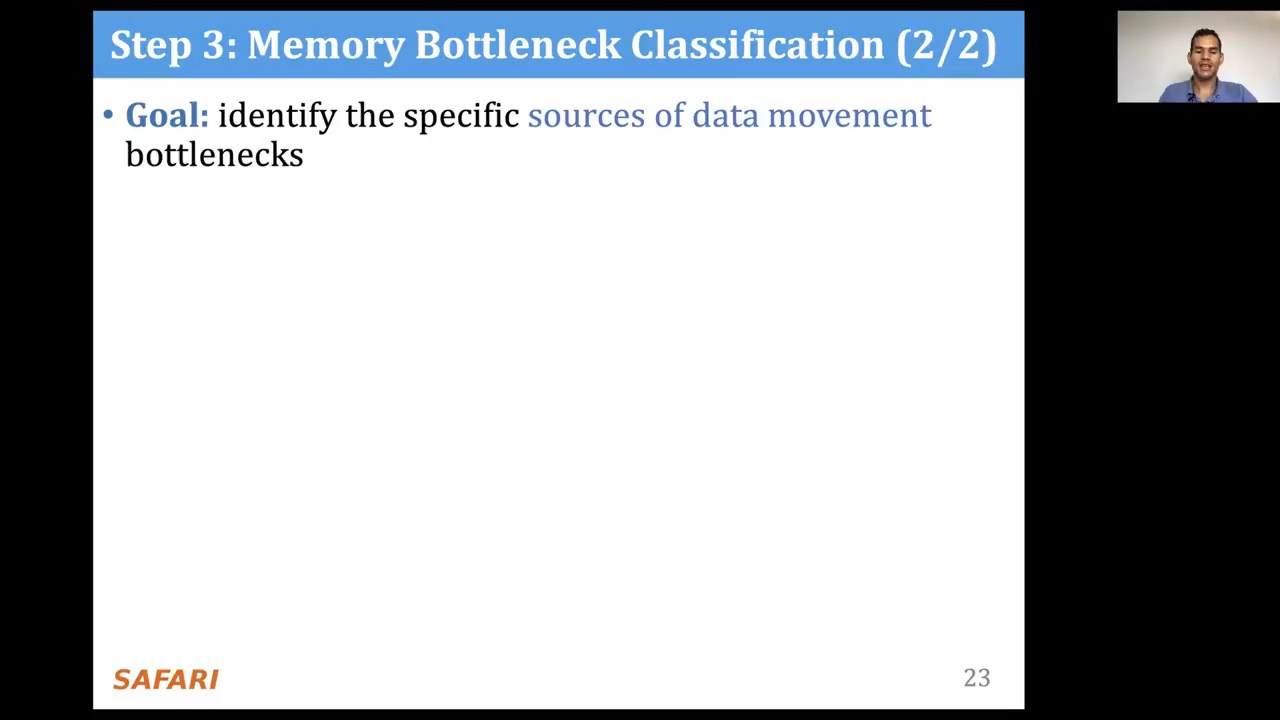 Step 3: Memory Bottleneck Classification (2/2)
• Goal: identify the specific sources of data movement
bottlenecks
SAFARI
23